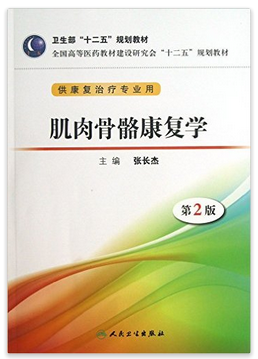 卫生部“十二五”规划教材
全国高等医药教材建设研究会“十二五”规划教材
供康复治疗专业用
肌肉骨骼康复学
主编 张长杰
第2版
人民卫生出版社